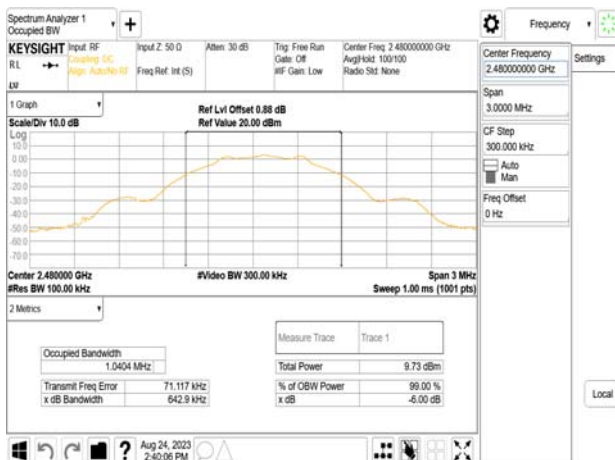 Spectrum Analyzer 1
Occupied BW
Frequency
KEYSIGHT
RL
Input: RF
Coupling: DC
Align: Auto/No RF
Input Z: 50 Ω
Freq Ref: Int (S)
Atten: 30 dB
Trig: Free Run
Gate: Off
#IF Gain: Low
Center Freq: 2.480000000 GHz
Avg|Hold: 100/100
Radio Std: None
Center Frequency
2.480000000 GHz
Settings
Span
3.0000 MHz
CF Step
300.000 kHz
Auto
Man
Freq Offset
0 Hz
Local
1 Graph
Scale/Div 10.0 dB
Ref Lvl Offset 0.88 dB
Ref Value 20.00 dBm
Log
10.0
0.00
-10.0
-20.0
-30.0
-40.0
-50.0
-60.0
-70.0
Center 2.480000 GHz
#Res BW 100.00 kHz
#Video BW 300.00 kHz
Span 3 MHz
Sweep 1.00 ms (1001 pts)
2 Metrics
Measure Trace Trace 1
Occupied Bandwidth
1.0404 MHz
Total Power 9.73 dBm
Transmit Freq Error 71.117 kHz
% of OBW Power 99.00 %
x dB Bandwidth 642.9 kHz
x dB -6.00 dB
Aug 24, 2023
2:40:06 PM